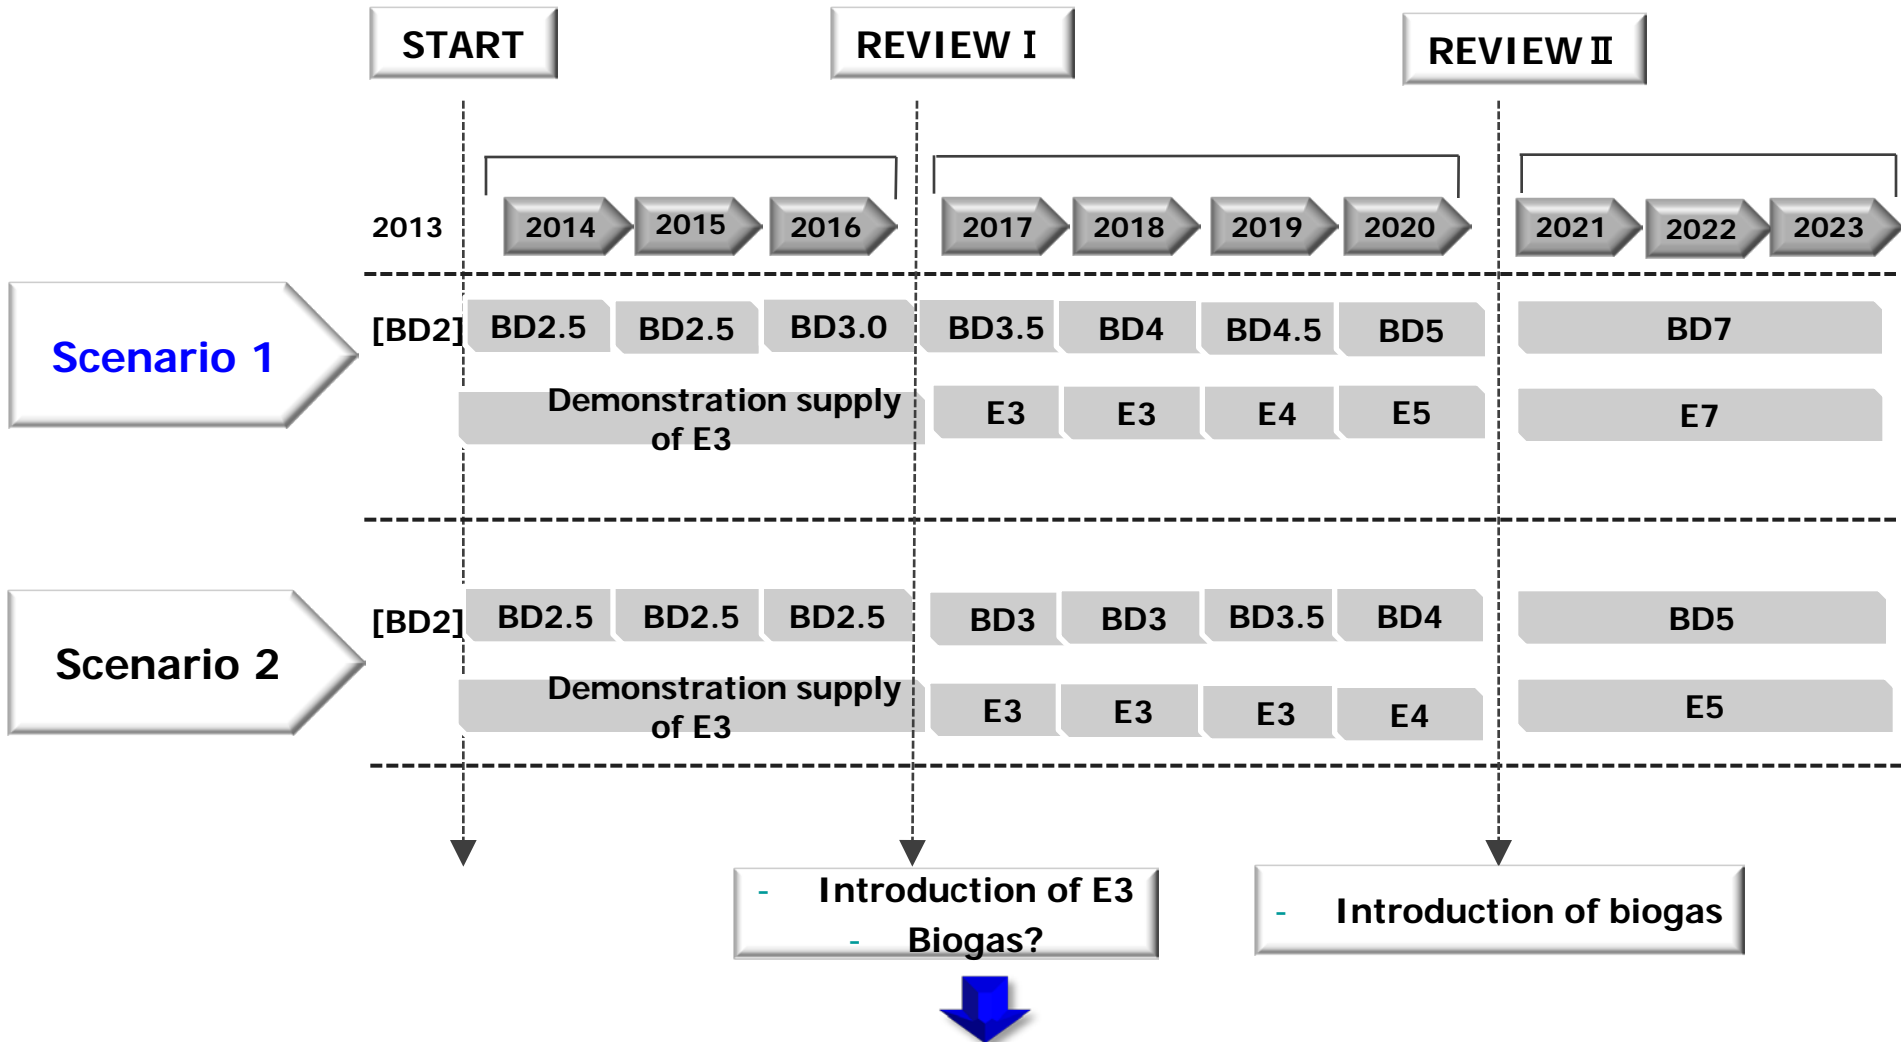 START
REVIEW Ⅰ
REVIEW Ⅱ
2013
2014
2015
2016
2017
2018
2019
2020
2021
2022
2023
Scenario 1
[BD2]
BD2.5
BD2.5
BD3.0
BD3.5
BD4
BD4.5
BD5
BD7
Demonstration supply
of E3
E3
E3
E4
E5
E7
Scenario 2
[BD2]
BD2.5
BD2.5
BD2.5
BD3
BD3
BD3.5
BD4
BD5
Demonstration supply
of E3
E3
E3
E3
E4
E5
- Introduction of E3
- Biogas?
- Introduction of biogas